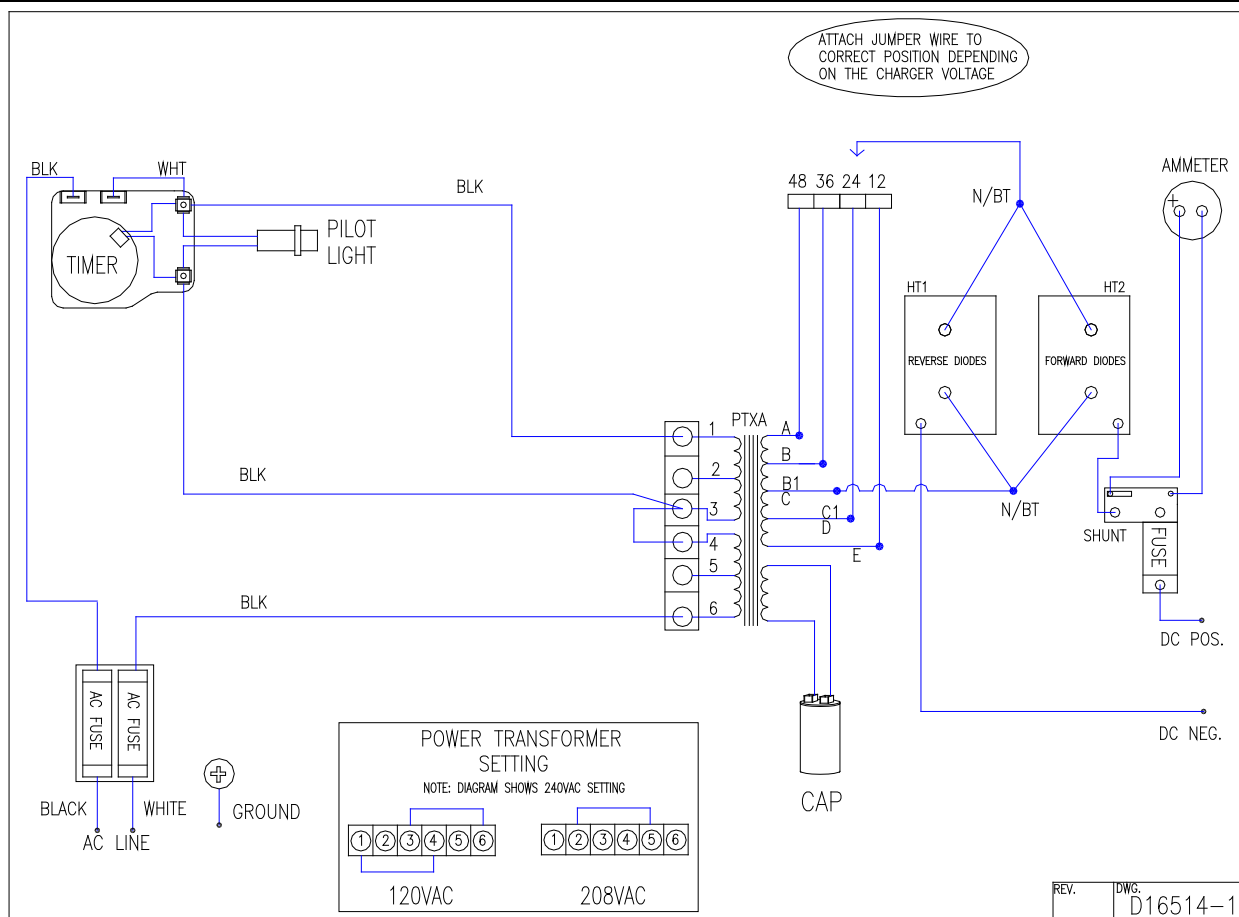 ATTACH JUMPER WIRE TO
CORRECT POSITION DEPENDING
ON THE CHARGER VOLTAGE
BLK
WHT
BLK
TIMER
PILOT
LIGHT
48 36 24 12
N/BT
AMMETER
+
HT1
HT2
REVERSE DIODES
FORWARD DIODES
PTXA
1
2
3
4
5
6
A
B
B1
C
C1
D
E
N/BT
BLK
BLK
SHUNT
FUSE
DC POS.
DC NEG.
AC FUSE
AC FUSE
BLACK
WHITE
AC LINE
GROUND
CAP
POWER TRANSFORMER
SETTING
NOTE: DIAGRAM SHOWS 240VAC SETTING
1 2 3 4 5 6
120VAC
1 2 3 4 5 6
208VAC
REV.
DWG.
D16514-1